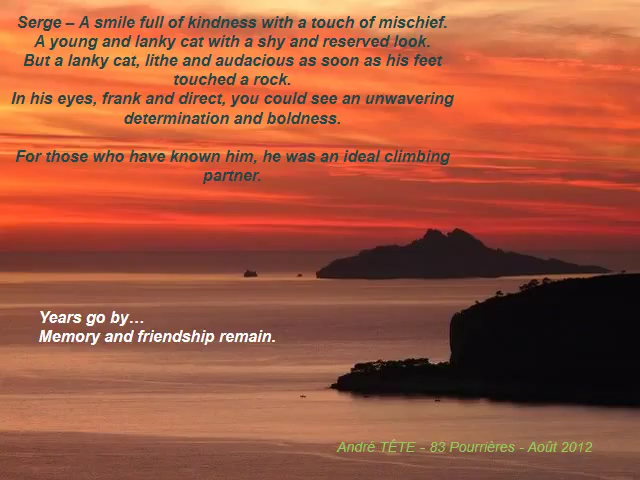 Serge – A smile full of kindness with a touch of mischief.
A young and lanky cat with a shy and reserved look.
But a lanky cat, lithe and audacious as soon as his feet
touched a rock.
In his eyes, frank and direct, you could see an unwavering
determination and boldness.
For those who have known him, he was an ideal climbing
partner.
Years go by…
Memory and friendship remain.
André TÊTE - 83 Pourrières - Août 2012